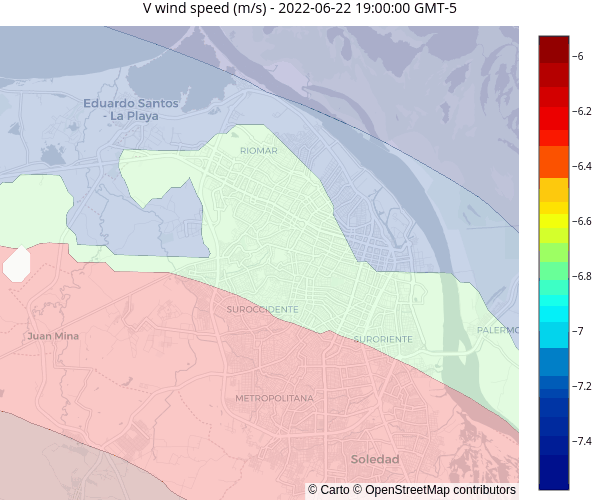 V wind speed (m/s) - 2022-06-22 19:00:00 GMT-5
Eduardo Santos
- La Playa
RIOMAR
SUROCCIDENTE
Juan Mina
SURORIENTE
PALERMO
METROPOLITANA
Soledad
© Carto © OpenStreetMap contributors
−6
−6.2
−6.4
−6.6
−6.8
−7
−7.2
−7.4